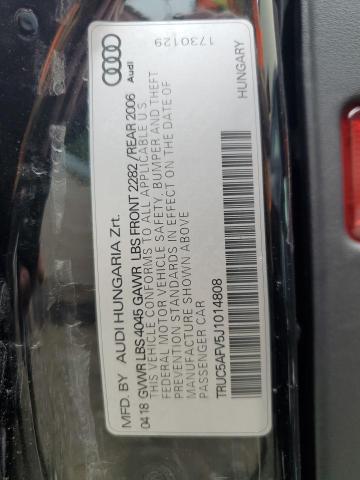 MFD. BY AUDI HUNGARIA Zrt.
04 18 GVWR LBS 4045 GAWR LBS FRONT 2282 /REAR 2006
THIS VEHICLE CONFORMS TO ALL APPLICABLE U.S.
FEDERAL MOTOR VEHICLE SAFETY, BUMPER AND THEFT
PREVENTION STANDARDS IN EFFECT ON THE DATE OF
MANUFACTURE SHOWN ABOVE
PASSENGER CAR
TRUC5AFV5J1014808
Audi
1730129
HUNGARY